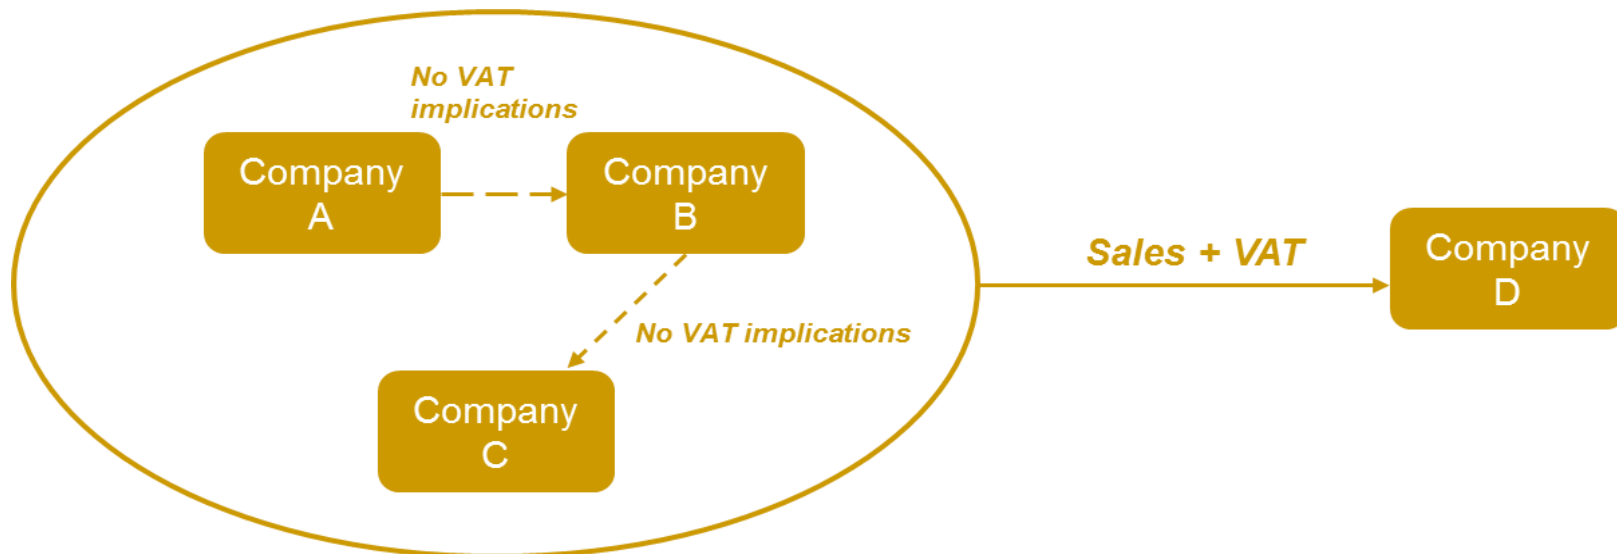 No VAT
implications
Company
A
Company
B
Sales + VAT
Company
D
No VAT implications
Company
C